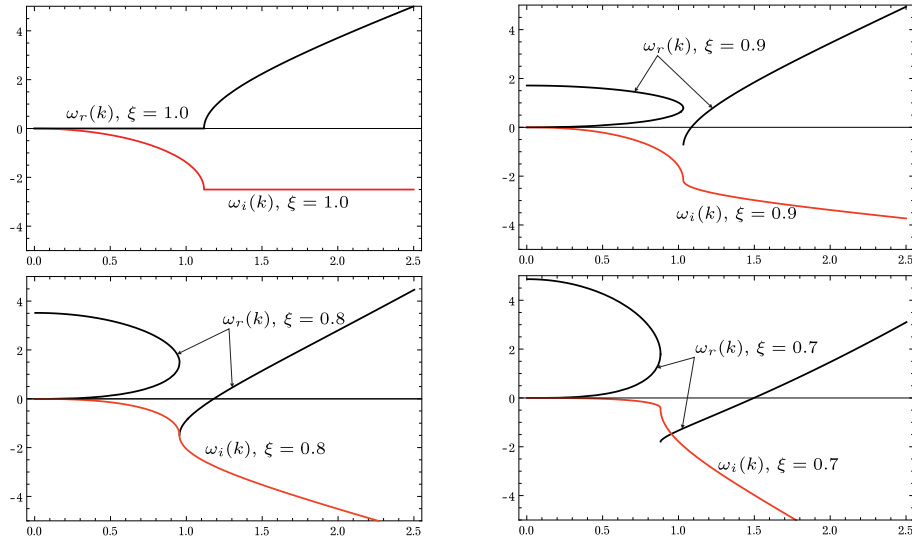 4
2
0
-2
-4
ω_r(k), ξ = 1.0
ω_i(k), ξ = 1.0
0.0 0.5 1.0 1.5 2.0 2.5
4
2
0
-2
-4
ω_r(k), ξ = 0.9
ω_i(k), ξ = 0.9
0.0 0.5 1.0 1.5 2.0 2.5
4
2
0
-2
-4
ω_r(k), ξ = 0.8
ω_i(k), ξ = 0.8
0.0 0.5 1.0 1.5 2.0 2.5
4
2
0
-2
-4
ω_r(k), ξ = 0.7
ω_i(k), ξ = 0.7
0.0 0.5 1.0 1.5 2.0 2.5